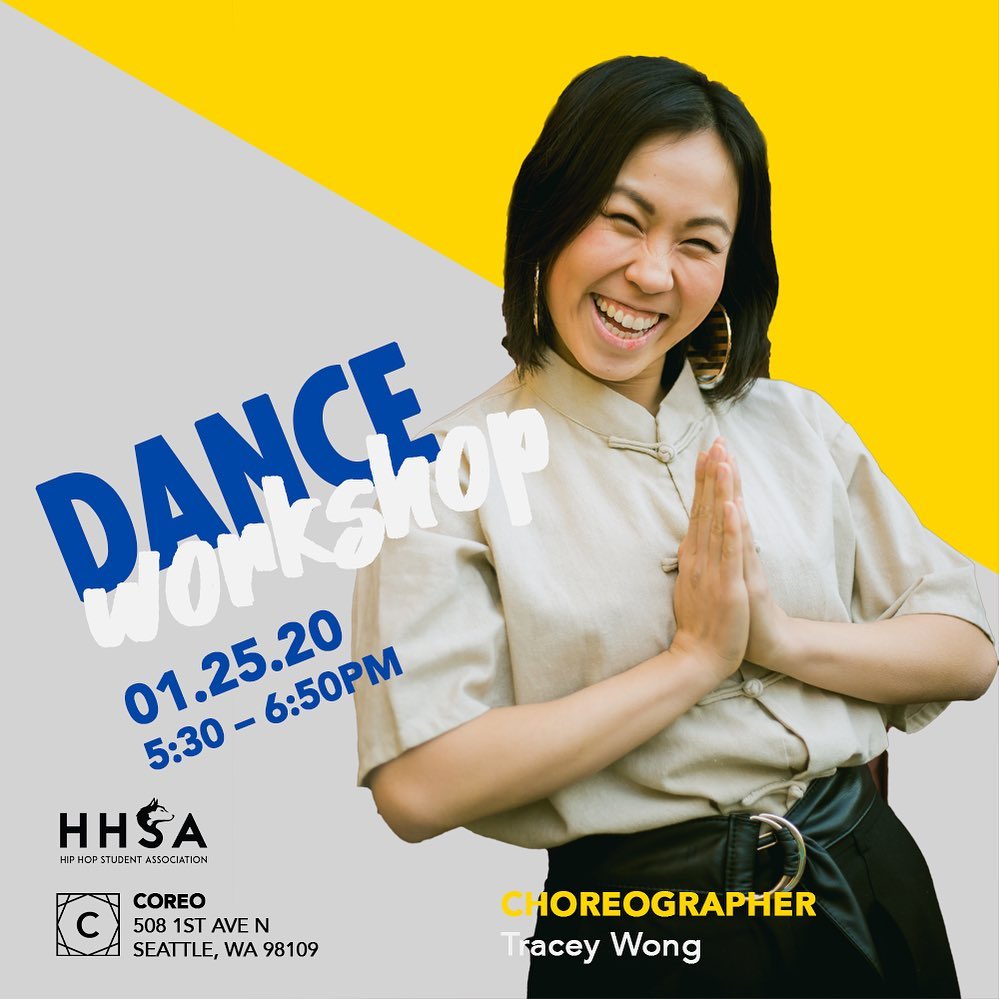 DANCE
workshop
01.25.20
5:30 – 6:50PM
HHSA
HIP HOP STUDENT ASSOCIATION
C
COREO
508 1ST AVE N
SEATTLE, WA 98109
CHOREOGRAPHER
Tracey Wong